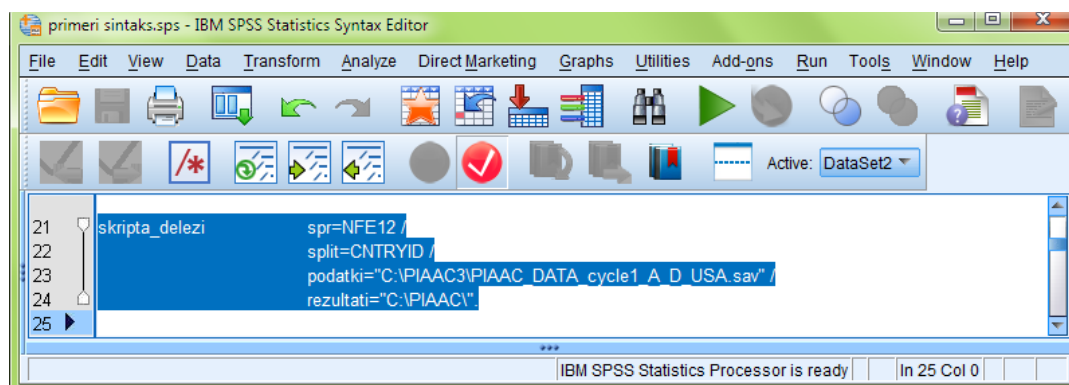 primeri sintaks.sps - IBM SPSS Statistics Syntax Editor
File Edit View Data Transform Analyze Direct Marketing Graphs Utilities Add-ons Run Tools Window Help
Active: DataSet2
21 skripta_delezi spr=NFE12 /
22 split=CNTRYID /
23 podatki="C:\PIAAC3\PIAAC_DATA_cycle1_A_D_USA.sav" /
24 rezultati="C:\PIAAC\".
25
IBM SPSS Statistics Processor is ready In 25 Col 0